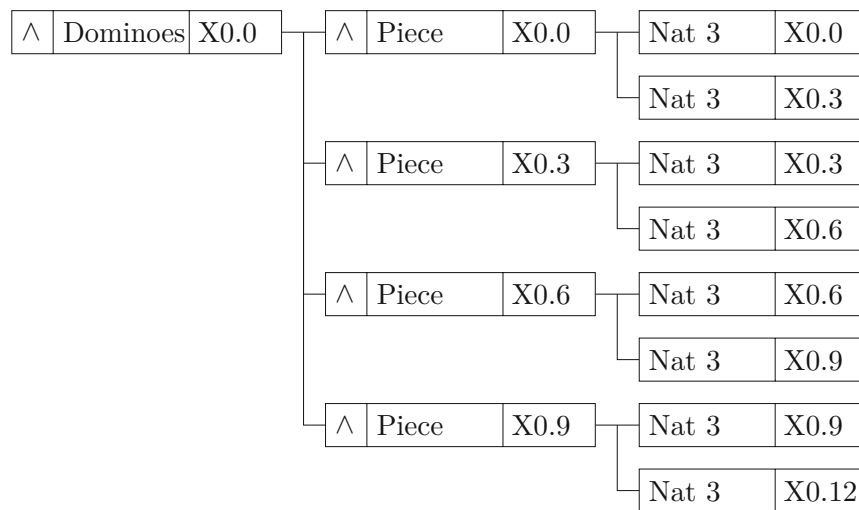 ∧ Dominoes X0.0 ∧ Piece X0.0 Nat 3 X0.0
Nat 3 X0.3
∧ Piece X0.3 Nat 3 X0.3
Nat 3 X0.6
∧ Piece X0.6 Nat 3 X0.6
Nat 3 X0.9
∧ Piece X0.9 Nat 3 X0.9
Nat 3 X0.12